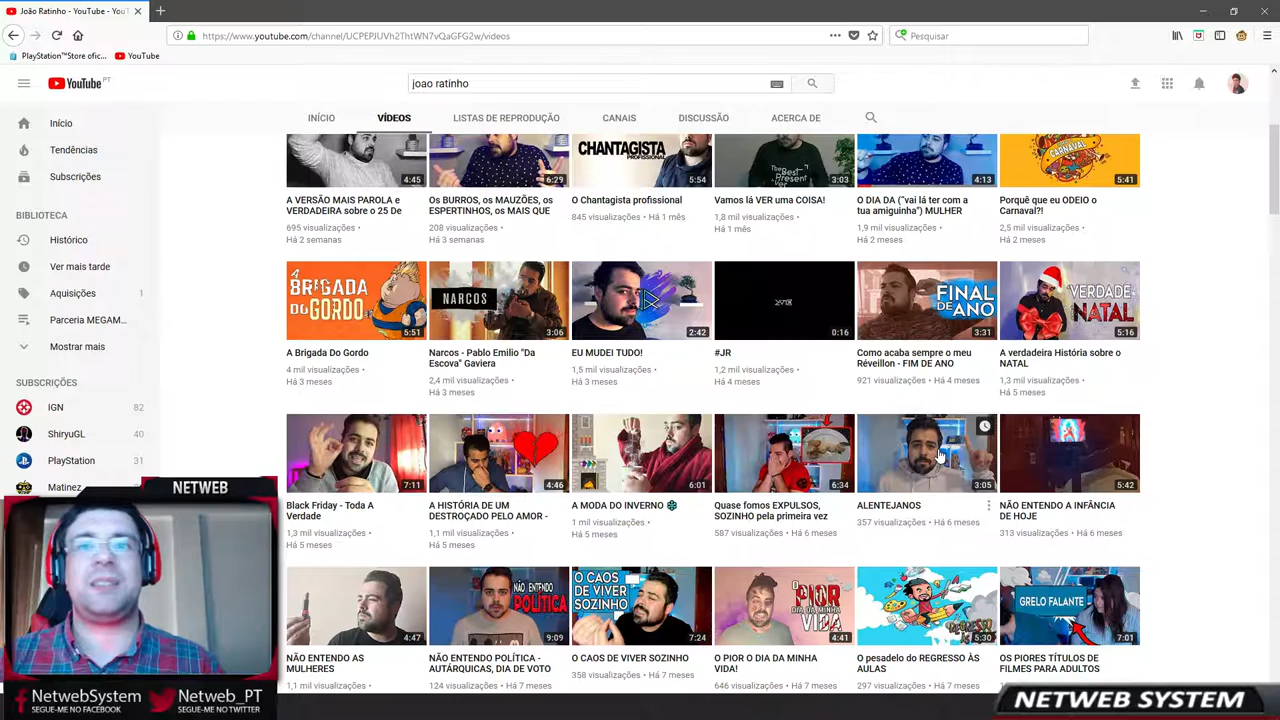 João Ratinho - YouTube - YouTu
https://www.youtube.com/channel/UCPEPJUVh2ThtWN7vQaGFG2w/videos
Pesquisar
PlayStation™Store ofic...
YouTube
YouTube PT
joao ratinho
INÍCIO
VÍDEOS
LISTAS DE REPRODUÇÃO
CANAIS
DISCUSSÃO
ACERCA DE
Início
Tendências
Subscrições
BIBLIOTECA
Histórico
Ver mais tarde
Aquisições 1
Parceria MEGAM...
Mostrar mais
SUBSCRIÇÕES
IGN 82
ShiryuGL 40
PlayStation 31
Matinez
4:45
6:29
CHANTAGISTA
PROFISSIONAL
5:54
The Best
Present
ver
3:03
4:13
CARNAVAL
5:41
A VERSÃO MAIS PAROLA e
VERDADEIRA sobre o 25 De
695 visualizações •
Há 2 semanas
Os BURROS, os MAUZÕES, os
ESPERTINHOS, os MAIS QUE
208 visualizações •
Há 3 semanas
O Chantagista profissional
845 visualizações • Há 1 mês
Vamos lá VER uma COISA!
1,8 mil visualizações •
Há 1 mês
O DIA DA ("vai lá ter com a
tua amiguinha") MULHER
1,9 mil visualizações •
Há 2 meses
Porquê que eu ODEIO o
Carnaval?!
2,5 mil visualizações •
Há 2 meses
A
BRIGADA
DO GORDO
5:51
NARCOS
3:06
2:42
0:16
FINAL
DE
ANO
3:31
VERDADE
NATAL
5:16
A Brigada Do Gordo
4 mil visualizações •
Há 3 meses
Narcos - Pablo Emilio "Da
Escova" Gaviera
2,4 mil visualizações •
Há 3 meses
EU MUDEI TUDO!
1,5 mil visualizações •
Há 3 meses
#JR
1,2 mil visualizações •
Há 4 meses
Como acaba sempre o meu
Réveillon - FIM DE ANO
921 visualizações • Há 4 meses
A verdadeira História sobre o
NATAL
1,3 mil visualizações •
Há 5 meses
7:11
4:46
6:01
6:34
3:05
5:42
Black Friday - Toda A
Verdade
1,3 mil visualizações •
Há 5 meses
A HISTÓRIA DE UM
DESTROÇADO PELO AMOR -
1,1 mil visualizações •
Há 5 meses
A MODA DO INVERNO
1 mil visualizações •
Há 5 meses
Quase fomos EXPULSOS,
SOZINHO pela primeira vez
587 visualizações • Há 6 meses
ALENTEJANOS
357 visualizações • Há 6 meses
NÃO ENTENDO A INFÂNCIA
DE HOJE
313 visualizações • Há 6 meses
4:47
NÃO ENTENDO
POLÍTICA
9:09
O CAOS
DE VIVER
SOZINHO
7:24
O
PIOR
DIA DA MINHA
VIDA
4:41
5:30
GRELO FALANTE
7:01
NÃO ENTENDO AS
MULHERES
1,1 mil visualizações •
NÃO ENTENDO POLÍTICA -
AUTÁRQUICAS, DIA DE VOTO
124 visualizações • Há 7 meses
O CAOS DE VIVER SOZINHO
358 visualizações • Há 7 meses
O PIOR O DIA DA MINHA
VIDA!
646 visualizações • Há 7 meses
O pesadelo do REGRESSO ÀS
AULAS
297 visualizações • Há 7 meses
OS PIORES TÍTULOS DE
FILMES PARA ADULTOS
NETWEB
NetwebSystem
SEGUE-ME NO FACEBOOK
Netweb_PT
SEGUE-ME NO TWITTER
NETWEB SYSTEM